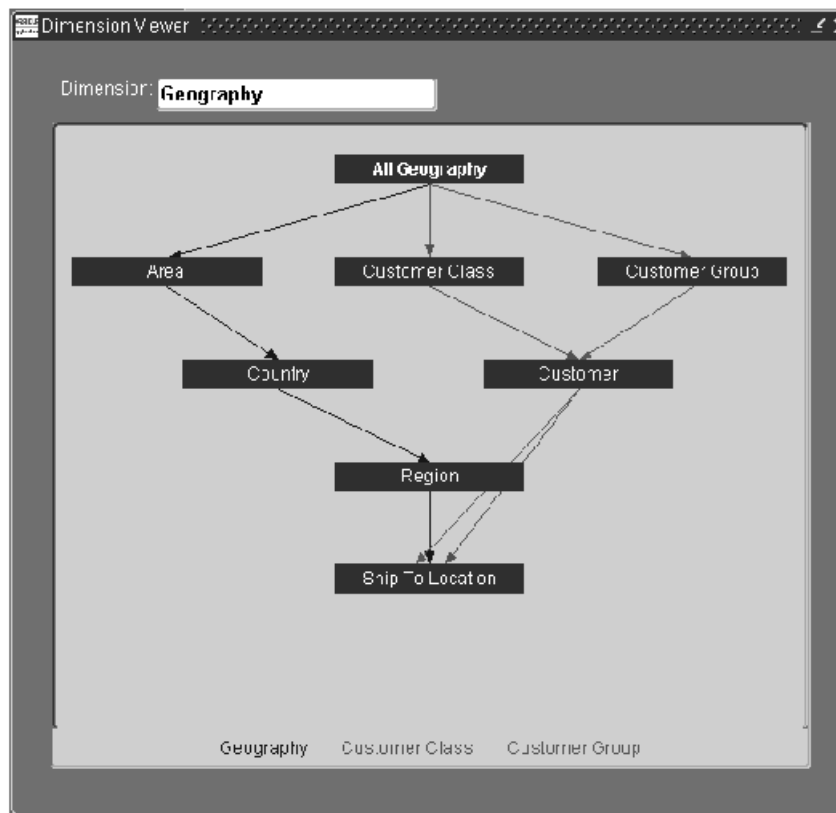 Dimension Viewer
Dimension: Geography
All Geography
Area Customer Class Customer Group
Country Customer
Region
Ship To Location
Geography Customer Class Customer Group